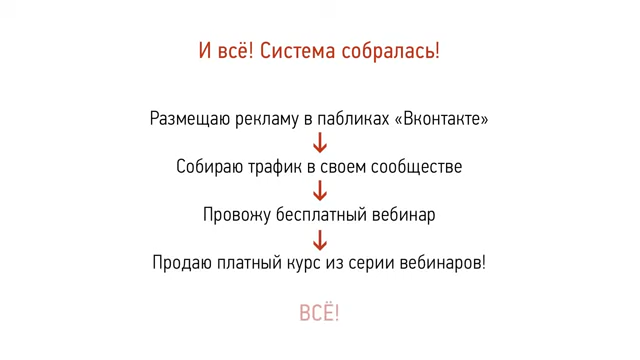 И всё! Система собралась!
Размещаю рекламу в пабликах «Вконтакте»
Собираю трафик в своем сообществе
Провожу бесплатный вебинар
Продаю платный курс из серии вебинаров!
ВСЁ!